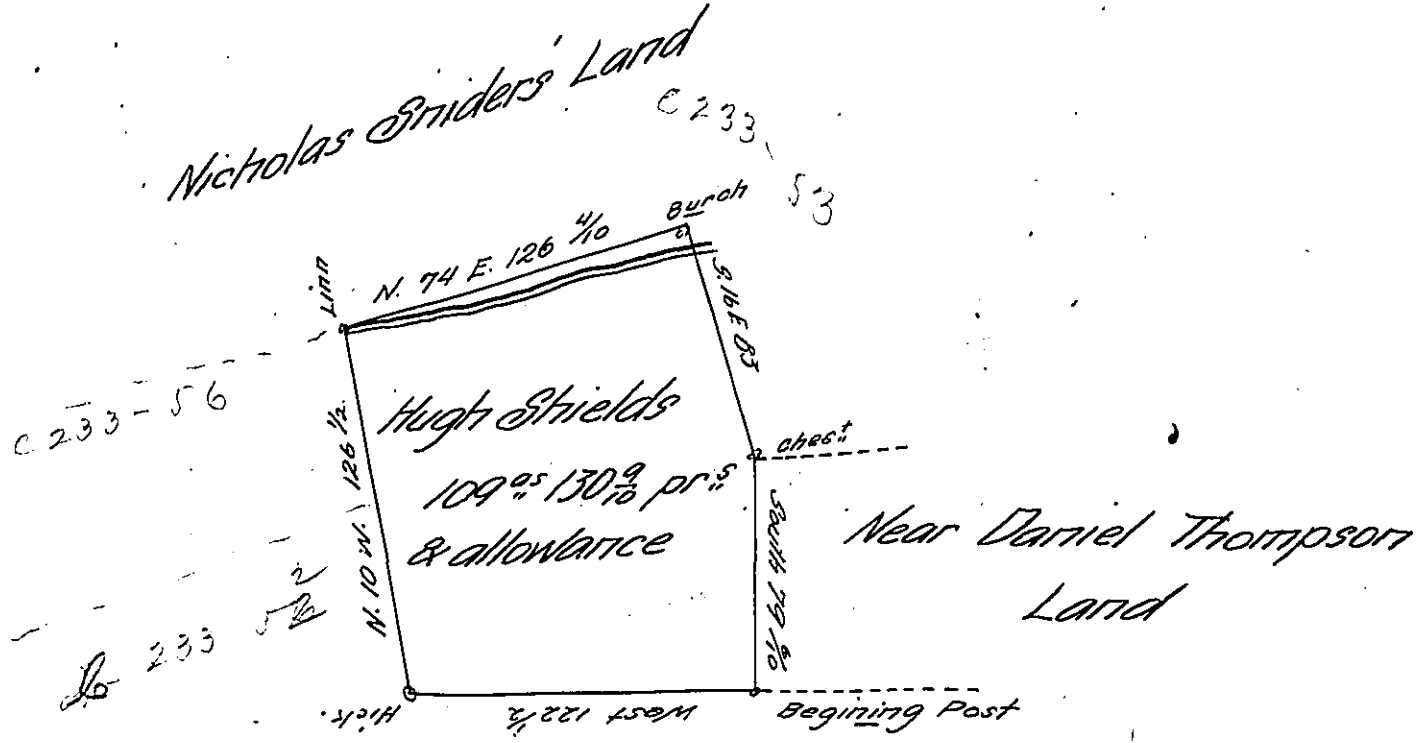 Nicholas Sniders' Land
C 233, 53
Burch
N. 74 E. 126 4/10
Linn
S. 16 E 83
C 233-56
Hugh Shields
109 as 130 9/10 prs
& allowance
N. 10 W. 126 1/2.
chest
South 79 6/10
Near Daniel Thompson
Land
233 52
Hick.
West 122 1/2
Begining Post